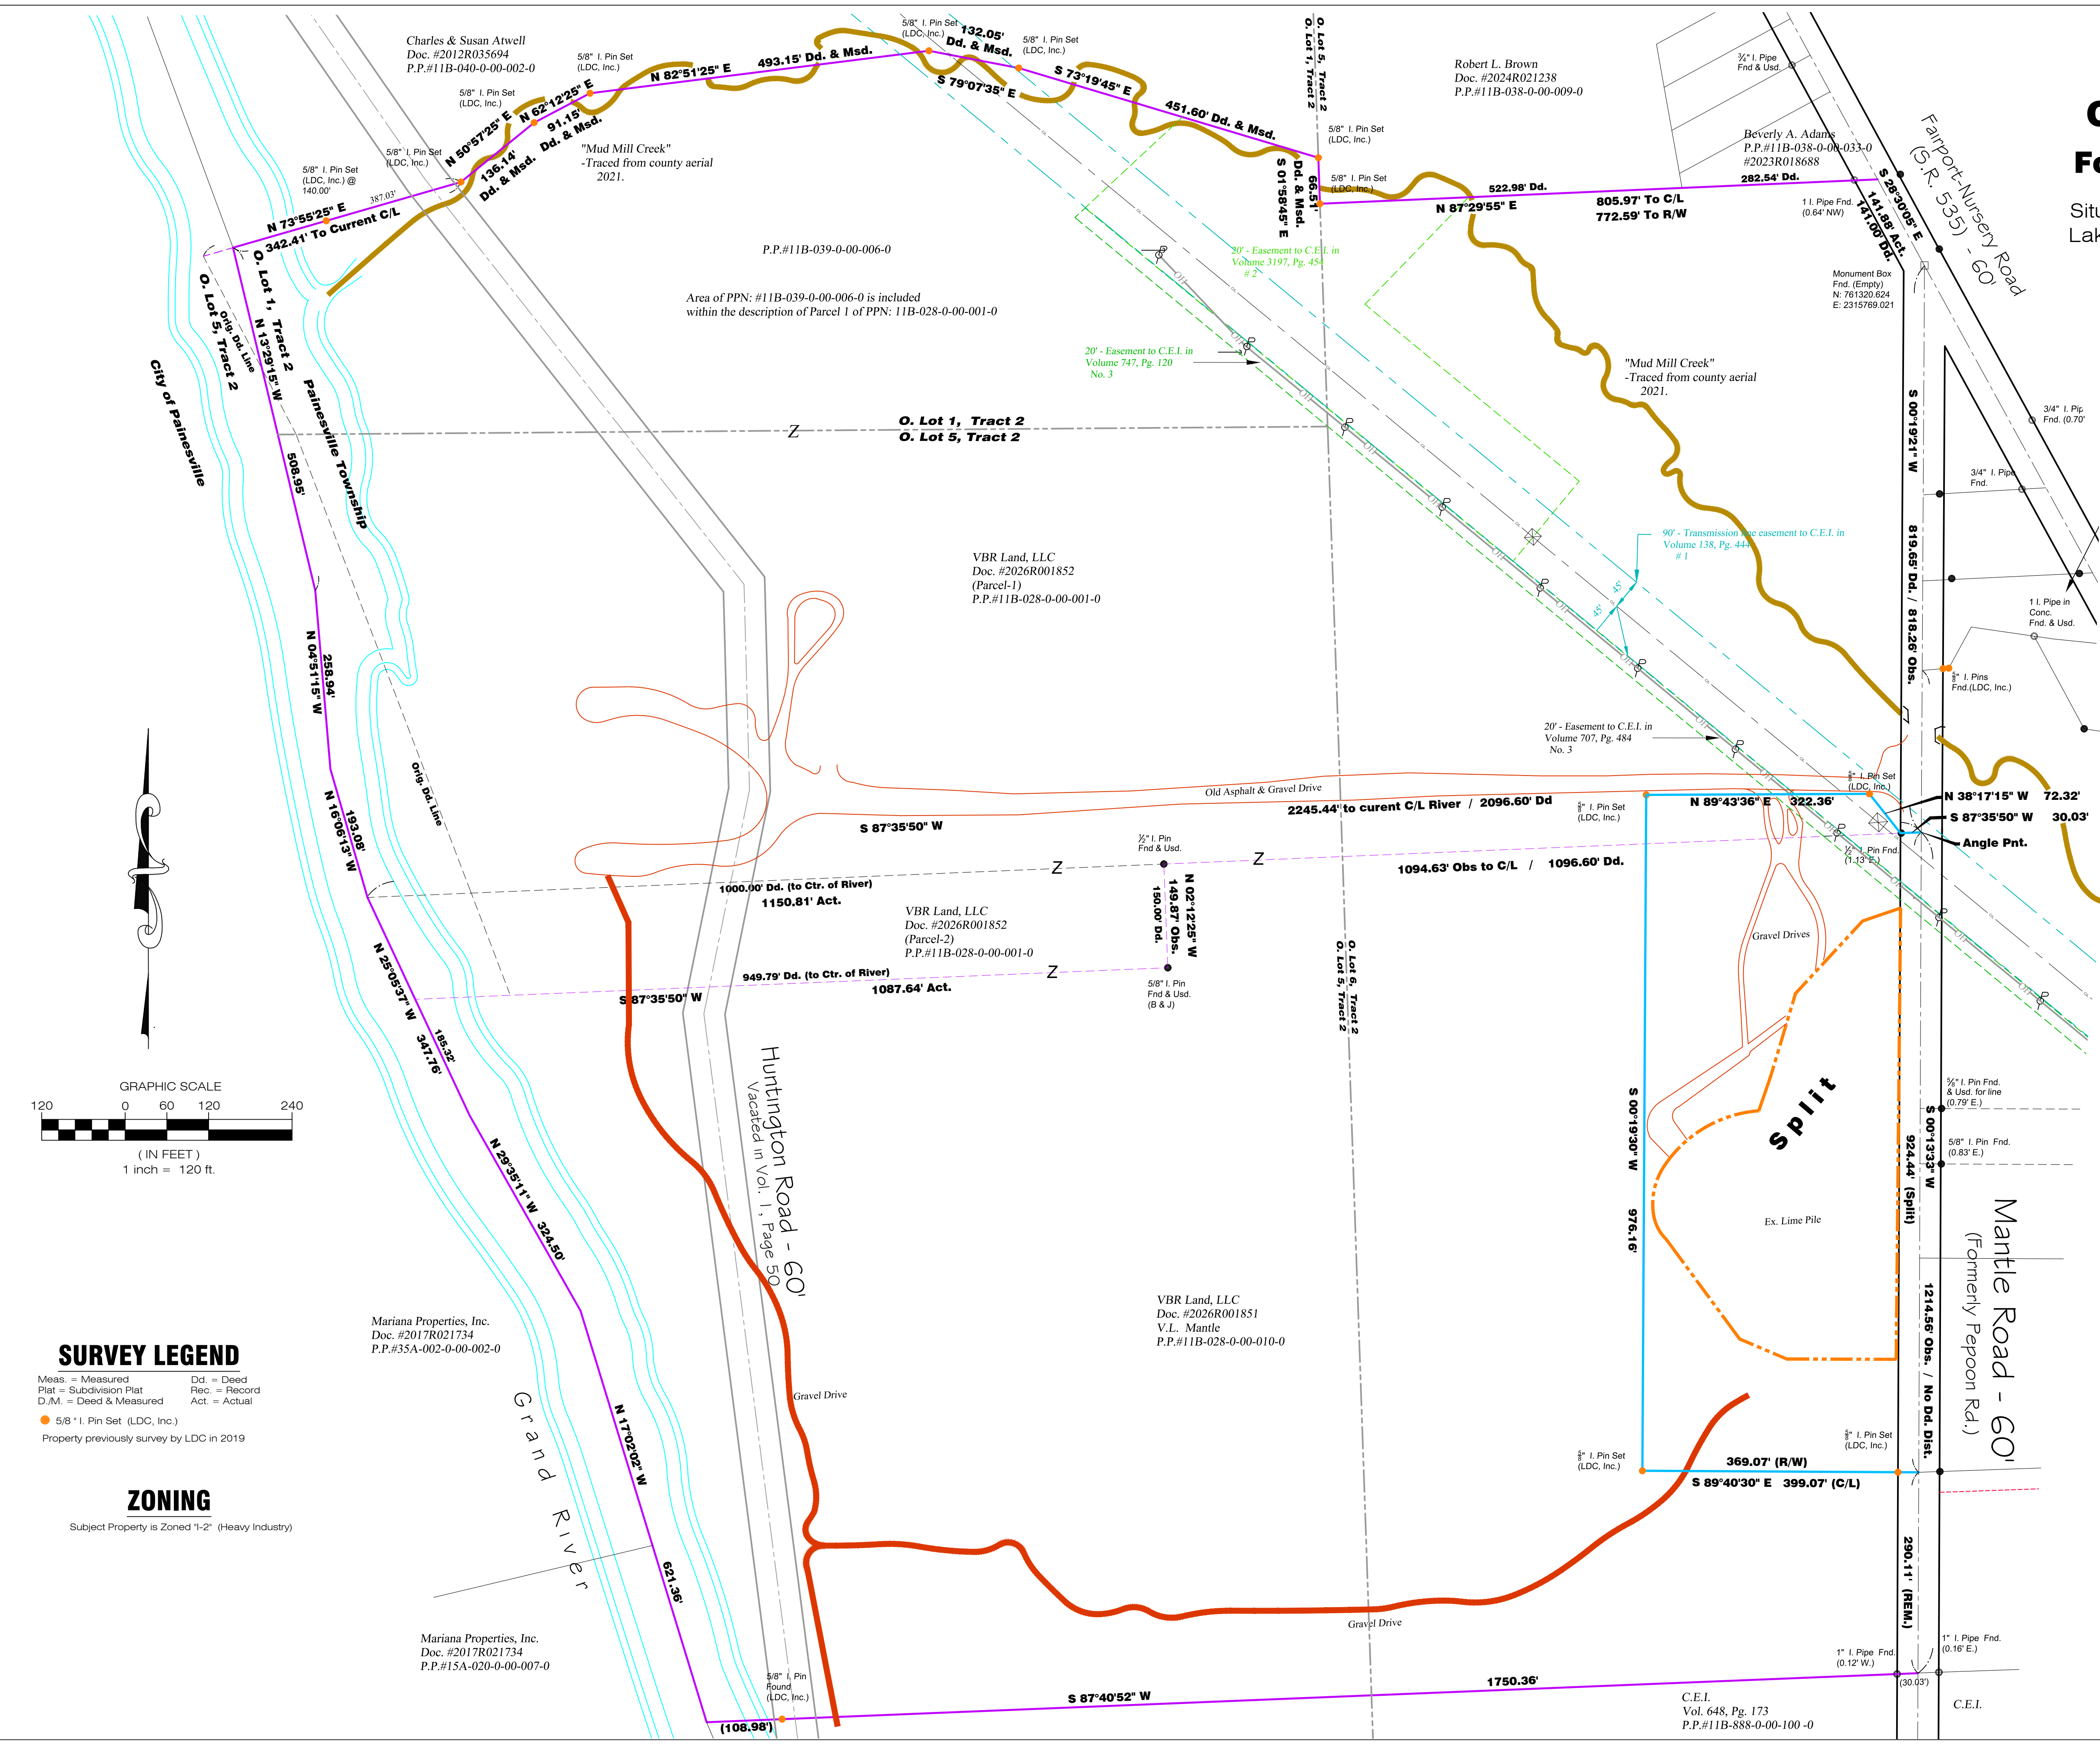 Charles & Susan Atwell
Doc. #2012R035694
P.P.#11B-040-0-00-002-0
5/8" I. Pin Set
(LDC, Inc.)
5/8" I. Pin Set
(LDC, Inc.)
5/8" I. Pin Set
(LDC, Inc.)
5/8" I. Pin Set
(LDC, Inc.) @
140.00'
N 73°55'25" E
387.03'
342.41' To Current C/L
N 50°57'25" E
136.14'
Dd. & Msd.
N 62°12'25" E
91.15'
Dd. & Msd.
N 82°51'25" E
493.15' Dd. & Msd.
5/8" I. Pin Set
(LDC, Inc.)
132.05'
Dd. & Msd.
S 79°07'35" E
5/8" I. Pin Set
(LDC, Inc.)
S 73°19'45" E
451.60' Dd. & Msd.
O. Lot 5, Tract 2
O. Lot 1, Tract 2
5/8" I. Pin Set
(LDC, Inc.)
5/8" I. Pin Set
(LDC, Inc.)
S 01°58'45" E
66.51'
Dd. & Msd.
Robert L. Brown
Doc. #2024R021238
P.P.#11B-038-0-00-009-0
¾" I. Pipe
Fnd & Usd.
Beverly A. Adams
P.P.#11B-038-0-00-033-0
#2023R018688
522.98' Dd.
282.54' Dd.
N 87°29'55" E
805.97' To C/L
772.59' To R/W
1 I. Pipe Fnd.
(0.64' NW)
S 28°30'05" E
141.88' Act.
141.00' Dd.
Fairport-Nursery Road
(S.R. 535) - 60'
Fo
Situ
Lak
Monument Box
Fnd. (Empty)
N: 761320.624
E: 2315769.021
"Mud Mill Creek"
-Traced from county aerial
2021.
P.P.#11B-039-0-00-006-0
Area of PPN: #11B-039-0-00-006-0 is included
within the description of Parcel 1 of PPN: 11B-028-0-00-001-0
20' - Easement to C.E.I. in
Volume 3197, Pg. 454
# 2
20' - Easement to C.E.I. in
Volume 747, Pg. 120
No. 3
"Mud Mill Creek"
-Traced from county aerial
2021.
O. Lot 1, Tract 2
O. Lot 5, Tract 2
Orig. Dd. Line
N 13°29'15" W
508.95'
City of Painesville
Painesville Township
Z
O. Lot 1, Tract 2
O. Lot 5, Tract 2
S 00°19'21" W
819.65' Dd. / 818.26' Obs.
3/4" I. Pip
Fnd. (0.70'
3/4" I. Pipe
Fnd.
90' - Transmission line easement to C.E.I. in
Volume 138, Pg. 444
# 1
45'
45'
1 I. Pipe in
Conc.
Fnd. & Usd.
⅝" I. Pins
Fnd.(LDC, Inc.)
VBR Land, LLC
Doc. #2026R001852
(Parcel-1)
P.P.#11B-028-0-00-001-0
258.94'
N 04°51'15" W
20' - Easement to C.E.I. in
Volume 707, Pg. 484
No. 3
Orig. Dd. Line
193.08'
N 16°06'13" W
Old Asphalt & Gravel Drive
S 87°35'50" W
2245.44' to curent C/L River / 2096.60' Dd
⅝" I. Pin Set
(LDC, Inc.)
N 89°43'36" E 322.36'
⅝" I. Pin Set
(LDC, Inc.)
N 38°17'15" W 72.32'
S 87°35'50" W 30.03'
Angle Pnt.
½" I. Pin Fnd.
(1.13' E.)
½" I. Pin
Fnd & Usd.
Z
Z
1094.63' Obs to C/L / 1096.60' Dd.
1000.00' Dd. (to Ctr. of River)
1150.81' Act.
N 02°12'25" W
149.87' Obs.
150.00' Dd.
VBR Land, LLC
Doc. #2026R001852
(Parcel-2)
P.P.#11B-028-0-00-001-0
949.79' Dd. (to Ctr. of River)
Z
1087.64' Act.
S 87°35'50" W
5/8" I. Pin
Fnd & Usd.
(B & J)
O. Lot 6, Tract 2
O. Lot 5, Tract 2
Gravel Drives
N 25°05'37" W
185.32'
347.76'
Huntington Road - 60'
Vacated in Vol. 1, Page 50
GRAPHIC SCALE
120 0 60 120 240
( IN FEET )
1 inch = 120 ft.
Split
S 00°19'30" W
976.16'
Ex. Lime Pile
924.44' (Split)
S 00°13'33" W
1214.56' Obs. / No Dd. Dist.
⅝" I. Pin Fnd.
& Usd. for line
(0.79' E.)
5/8" I. Pin Fnd.
(0.83' E.)
Mantle Road - 60'
(Formerly Pepoon Rd.)
N 29°35'11" W 324.50'
VBR Land, LLC
Doc. #2026R001851
V.L. Mantle
P.P.#11B-028-0-00-010-0
Mariana Properties, Inc.
Doc. #2017R021734
P.P.#35A-002-0-00-002-0
SURVEY LEGEND
Meas. = Measured Dd. = Deed
Plat = Subdivision Plat Rec. = Record
D./M. = Deed & Measured Act. = Actual
5/8 " I. Pin Set (LDC, Inc.)
Property previously survey by LDC in 2019
Grand River
Gravel Drive
N 17°02'02" W
621.36'
⅝" I. Pin Set
(LDC, Inc.)
⅝" I. Pin Set
(LDC, Inc.)
369.07' (R/W)
S 89°40'30" E 399.07' (C/L)
ZONING
Subject Property is Zoned "I-2" (Heavy Industry)
290.11' (REM.)
Gravel Drive
Mariana Properties, Inc.
Doc. #2017R021734
P.P.#15A-020-0-00-007-0
5/8" I. Pin
Found
(LDC, Inc.)
(108.98')
S 87°40'52" W
1750.36'
1" I. Pipe Fnd.
(0.12' W.)
1" I. Pipe Fnd.
(0.16' E.)
(30.03')
C.E.I.
Vol. 648, Pg. 173
P.P.#11B-888-0-00-100 -0
C.E.I.